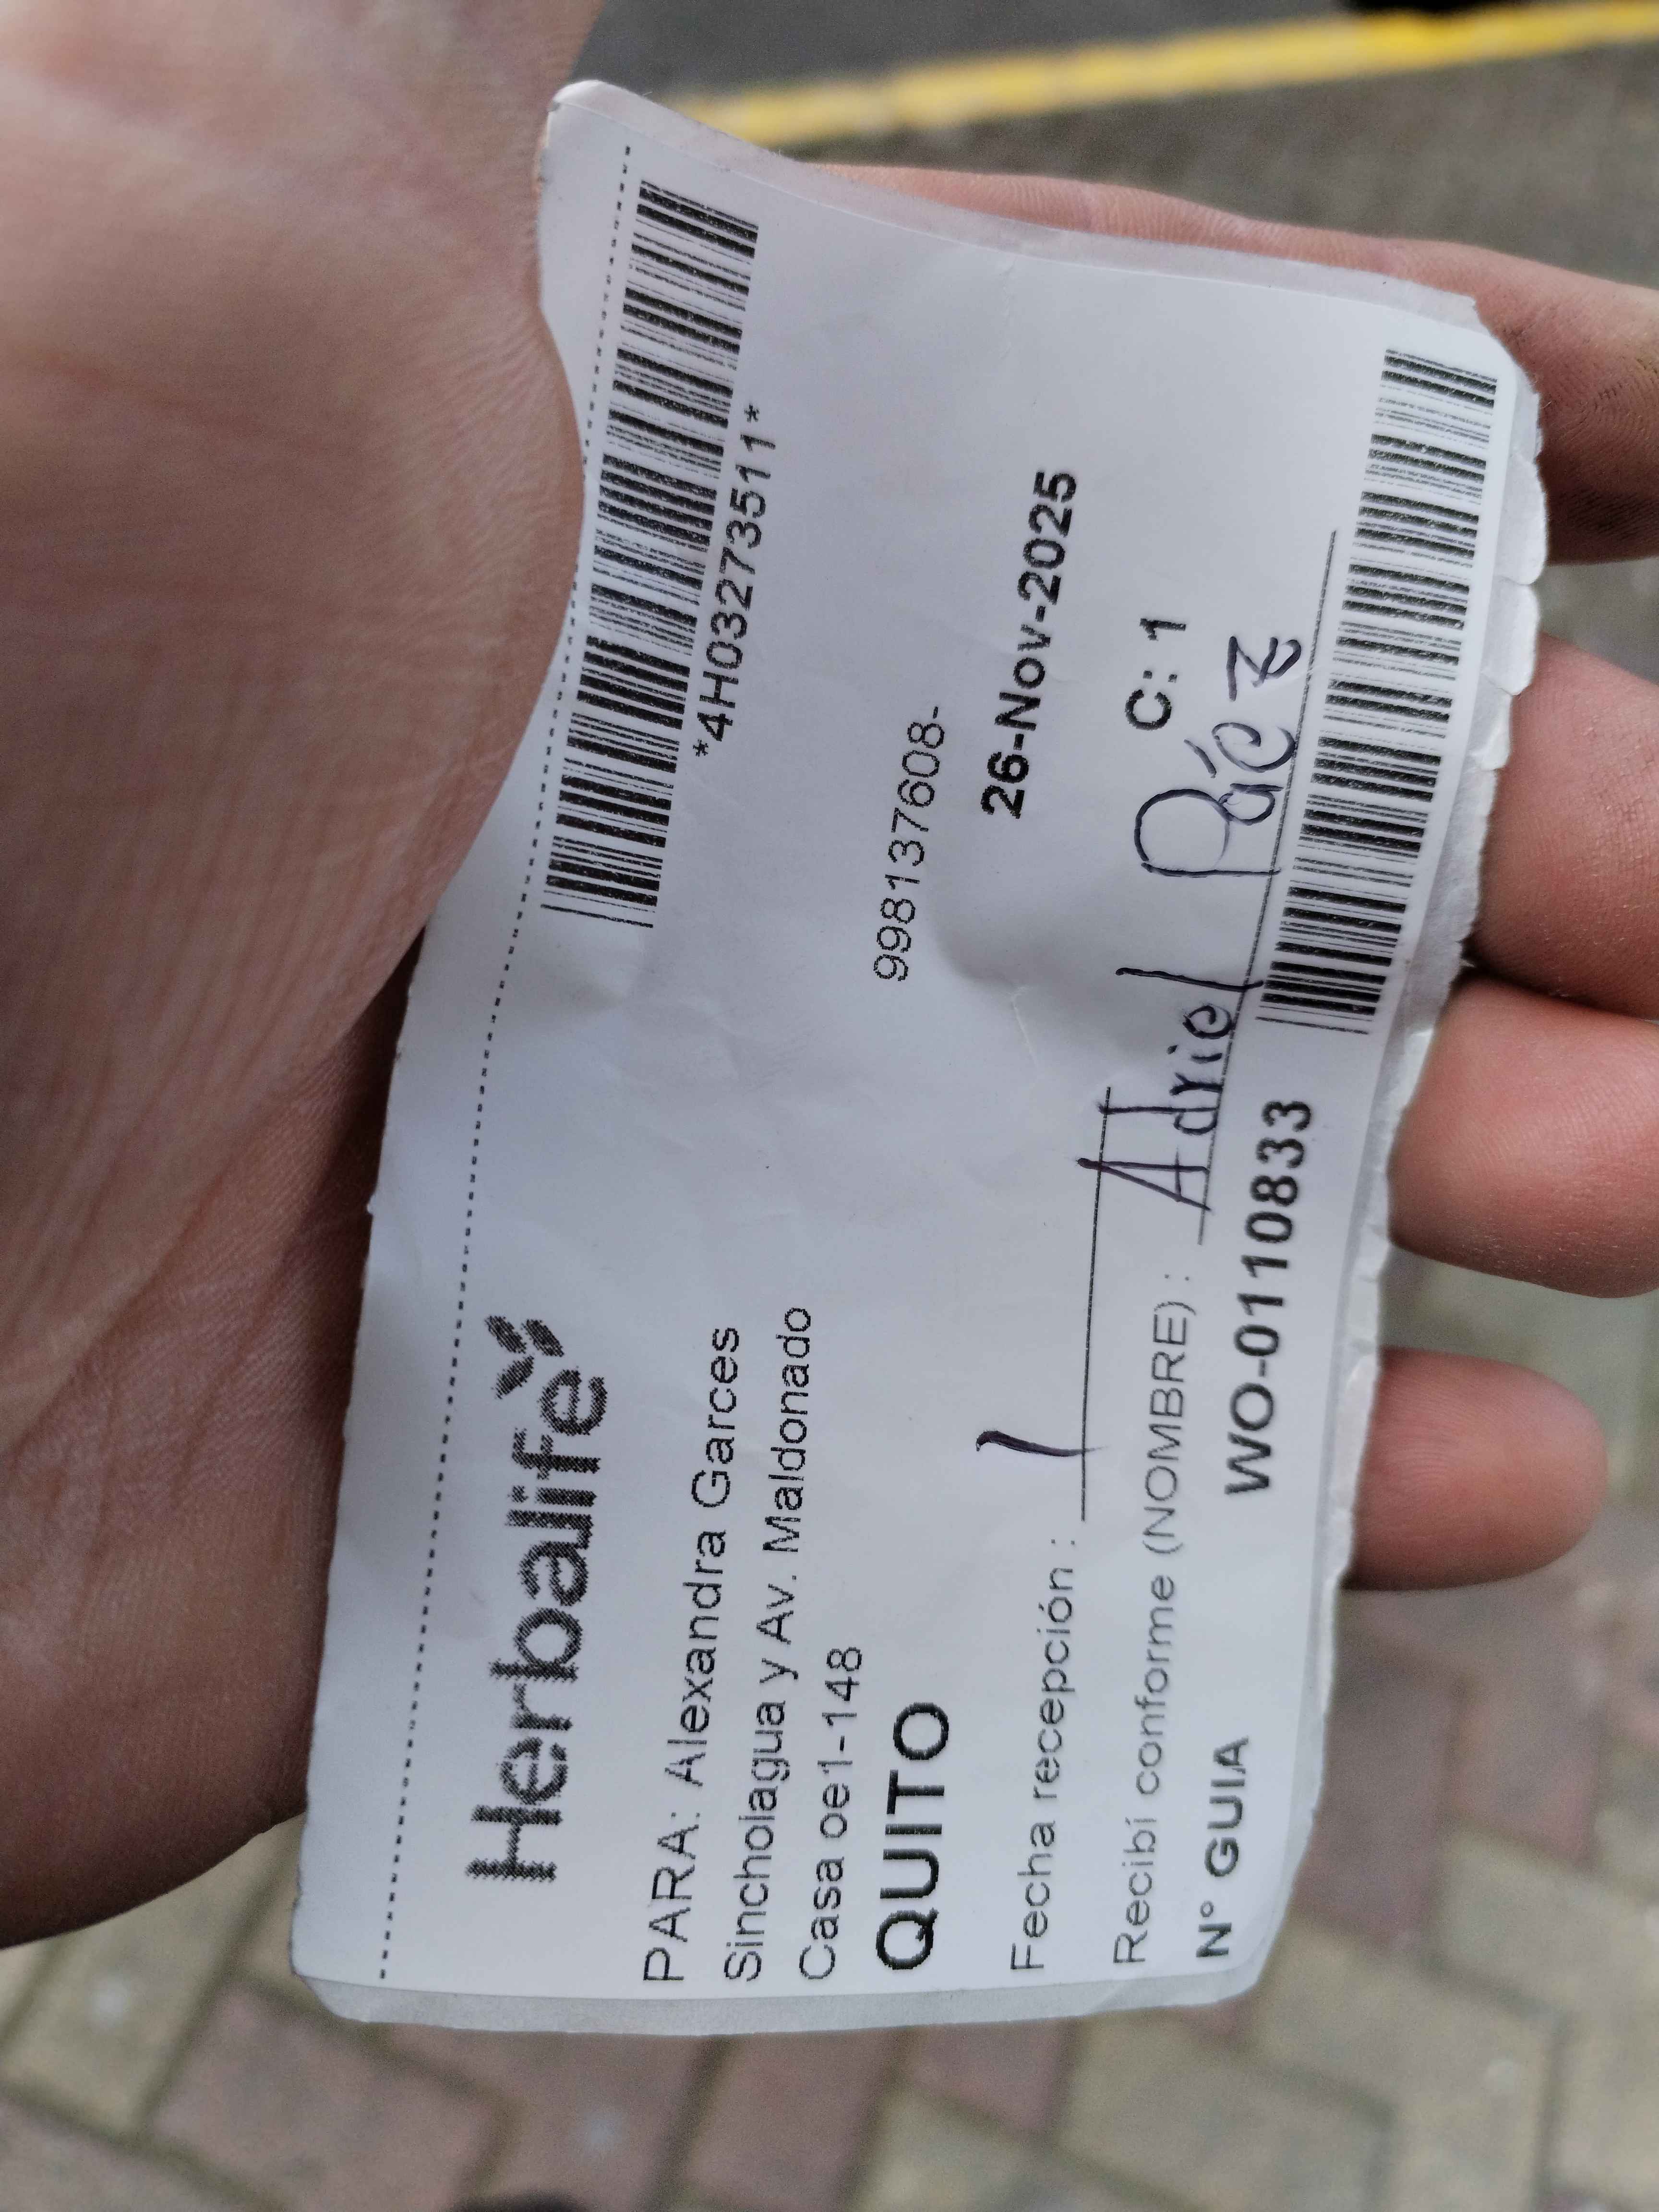 Herbalife
*4H03273511*
PARA: Alexandra Garces
Sincholagua y Av. Maldonado
Casa oe1-148
998137608-
QUITO
26-Nov-2025
Fecha recepción :
C: 1
Recibí conforme (NOMBRE) : Adriel Páez
N° GUIA WO-0110833